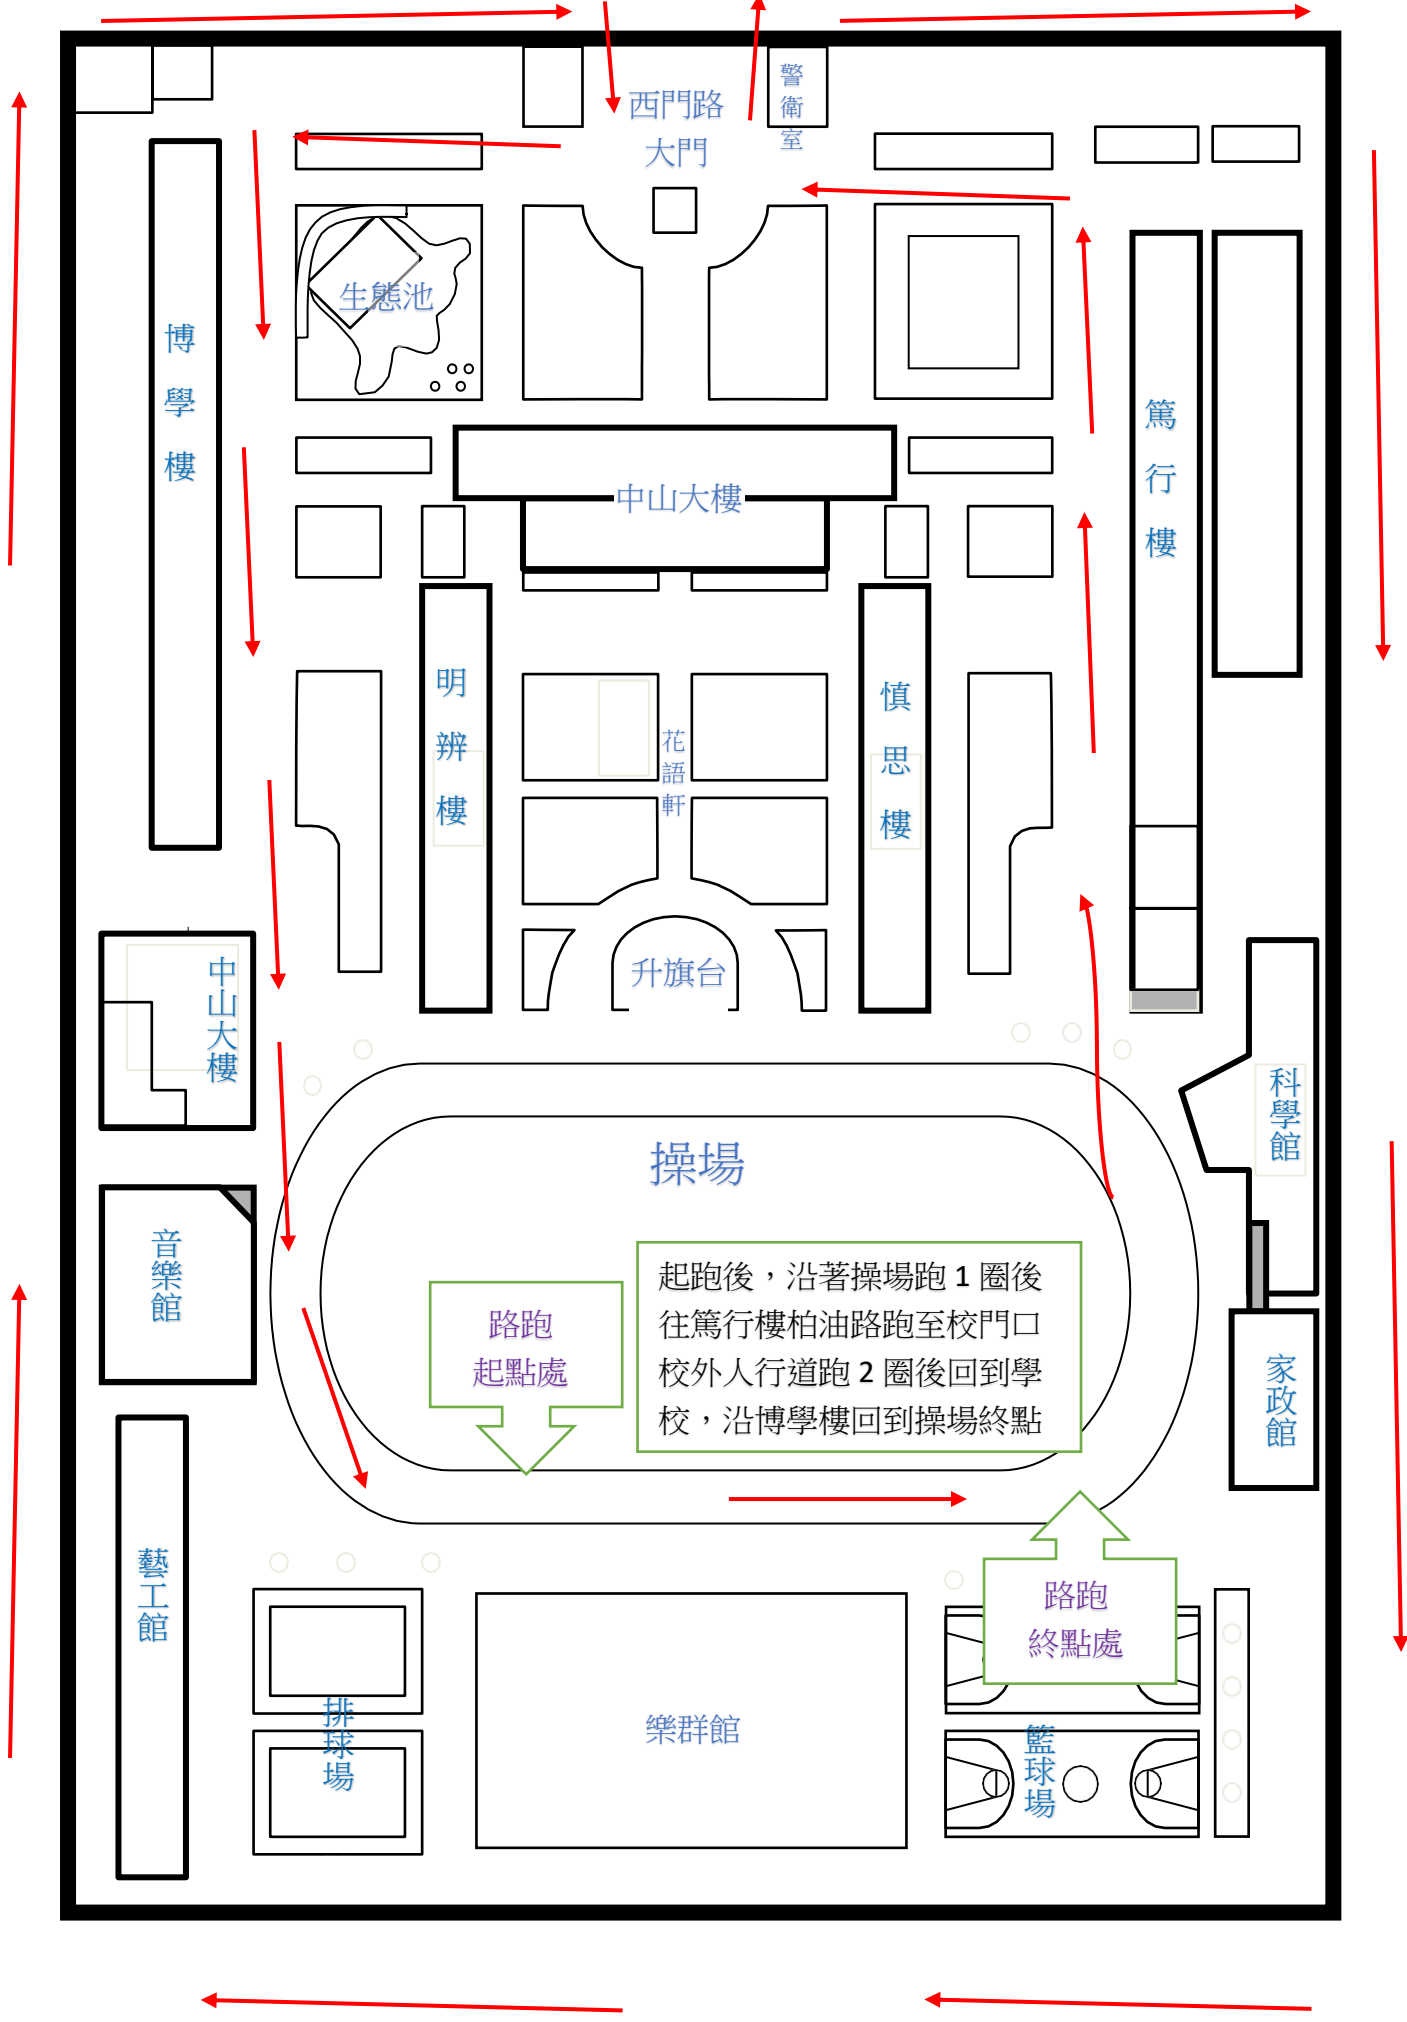 西門路
大門
警衛室
生態池
博學樓
篤行樓
中山大樓
明辨樓
慎思樓
花語軒
升旗台
中山大樓
科學館
操場
音樂館
起跑後，沿著操場跑 1 圈後
往篤行樓柏油路跑至校門口
校外人行道跑 2 圈後回到學
校，沿博學樓回到操場終點
路跑
起點處
家政館
藝工館
路跑
終點處
排球場
樂群館
籃球場